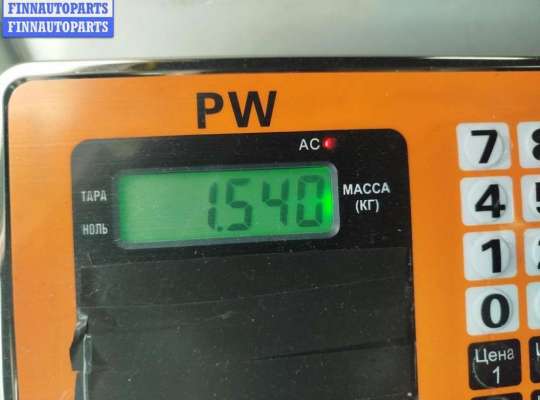 FINNAUTOPARTS
FINNAUTOPARTS
PW
AC
ТАРА
НОЛЬ
1.540
МАССА
(КГ)
7
4
1
0
Цена
1